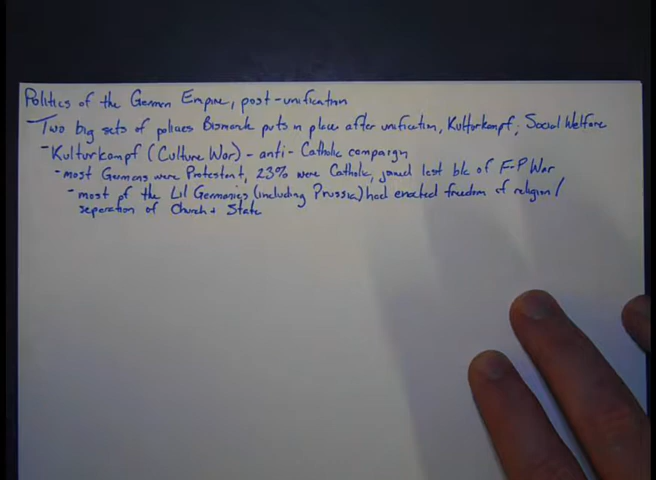 Politics of the German Empire, post-unification
- Two big sets of policies Bismarck puts in place after unification, Kulturkampf, Social Welfare
- Kulturkampf (Culture War) - anti-Catholic campaign
- most Germans were Protestant, 23% were Catholic, joined last b/c of F-P War
- most of the Lil Germanies (including Prussia) had enacted freedom of religion/
separation of Church + State